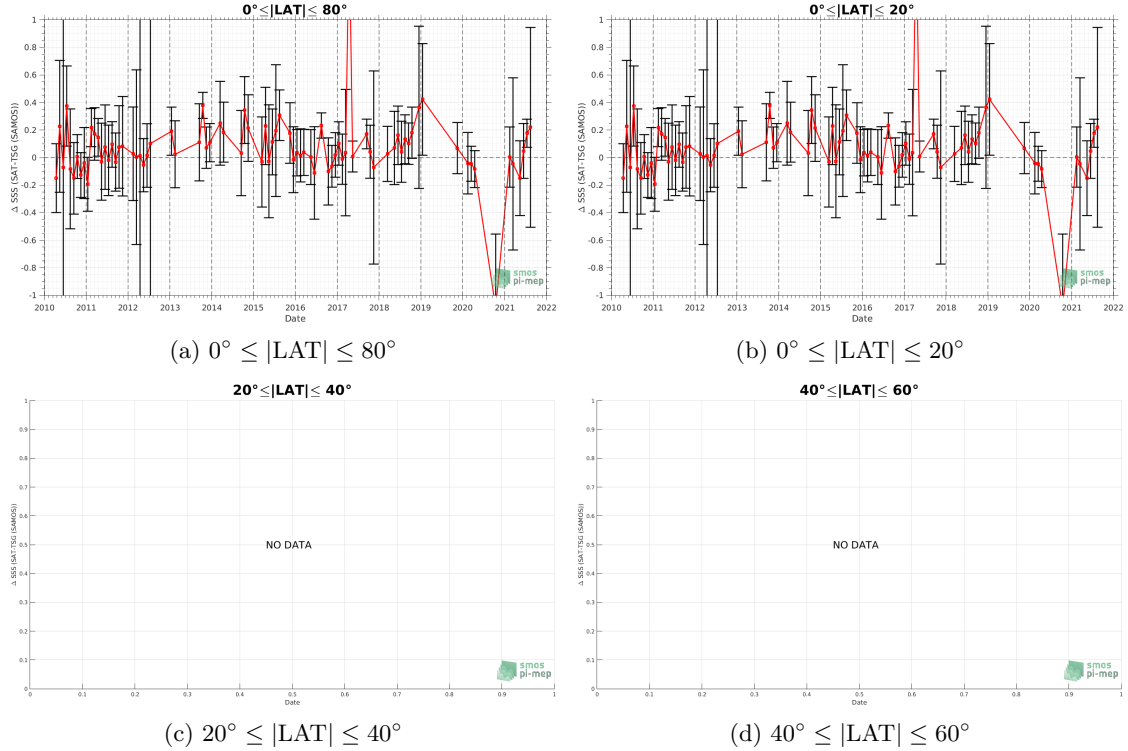 0°≤|LAT|≤ 80°
Δ SSS (SAT-TSG (SAMOS))
1
0.8
0.6
0.4
0.2
0
-0.2
-0.4
-0.6
-0.8
-1
2010 2011 2012 2013 2014 2015 2016 2017 2018 2019 2020 2021 2022
Date
smos
pi-mep
(a) 0° ≤ |LAT| ≤ 80°
0°≤|LAT|≤ 20°
Δ SSS (SAT-TSG (SAMOS))
1
0.8
0.6
0.4
0.2
0
-0.2
-0.4
-0.6
-0.8
-1
2010 2011 2012 2013 2014 2015 2016 2017 2018 2019 2020 2021 2022
Date
smos
pi-mep
(b) 0° ≤ |LAT| ≤ 20°
20°≤|LAT|≤ 40°
Δ SSS (SAT-TSG (SAMOS))
1
0.9
0.8
0.7
0.6
0.5
0.4
0.3
0.2
0.1
0
NO DATA
0 0.1 0.2 0.3 0.4 0.5 0.6 0.7 0.8 0.9 1
Date
smos
pi-mep
(c) 20° ≤ |LAT| ≤ 40°
40°≤|LAT|≤ 60°
Δ SSS (SAT-TSG (SAMOS))
1
0.9
0.8
0.7
0.6
0.5
0.4
0.3
0.2
0.1
0
NO DATA
0 0.1 0.2 0.3 0.4 0.5 0.6 0.7 0.8 0.9 1
Date
smos
pi-mep
(d) 40° ≤ |LAT| ≤ 60°